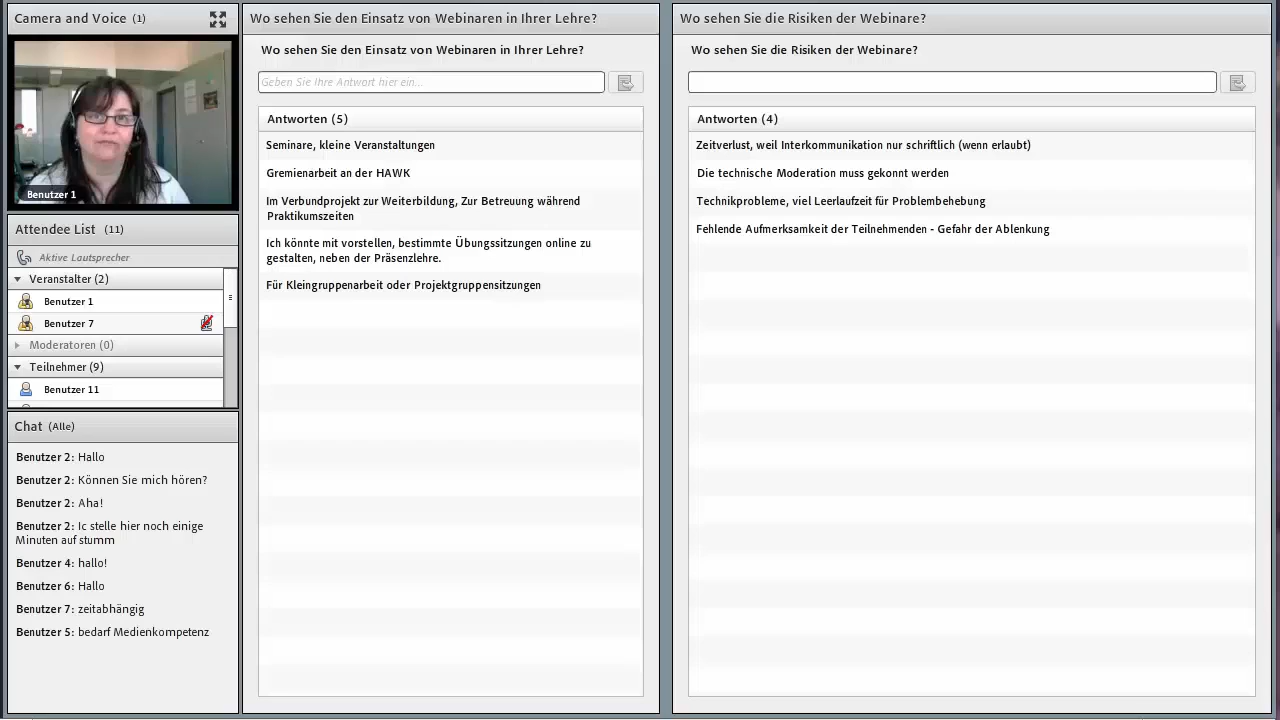 Camera and Voice (1)
Benutzer 1
Attendee List (11)
Aktive Lautsprecher
Veranstalter (2)
Benutzer 1
Benutzer 7
Moderatoren (0)
Teilnehmer (9)
Benutzer 11
Chat (Alle)
Benutzer 2: Hallo
Benutzer 2: Können Sie mich hören?
Benutzer 2: Aha!
Benutzer 2: Ic stelle hier noch einige
Minuten auf stumm
Benutzer 4: hallo!
Benutzer 6: Hallo
Benutzer 7: zeitabhängig
Benutzer 5: bedarf Medienkompetenz
Wo sehen Sie den Einsatz von Webinaren in Ihrer Lehre?
Wo sehen Sie den Einsatz von Webinaren in Ihrer Lehre?
Geben Sie Ihre Antwort hier ein...
Antworten (5)
Seminare, kleine Veranstaltungen
Gremienarbeit an der HAWK
Im Verbundprojekt zur Weiterbildung, Zur Betreuung während
Praktikumszeiten
Ich könnte mit vorstellen, bestimmte Übungssitzungen online zu
gestalten, neben der Präsenzlehre.
Für Kleingruppenarbeit oder Projektgruppensitzungen
Wo sehen Sie die Risiken der Webinare?
Wo sehen Sie die Risiken der Webinare?
Antworten (4)
Zeitverlust, weil Interkommunikation nur schriftlich (wenn erlaubt)
Die technische Moderation muss gekonnt werden
Technikprobleme, viel Leerlaufzeit für Problembehebung
Fehlende Aufmerksamkeit der Teilnehmenden - Gefahr der Ablenkung